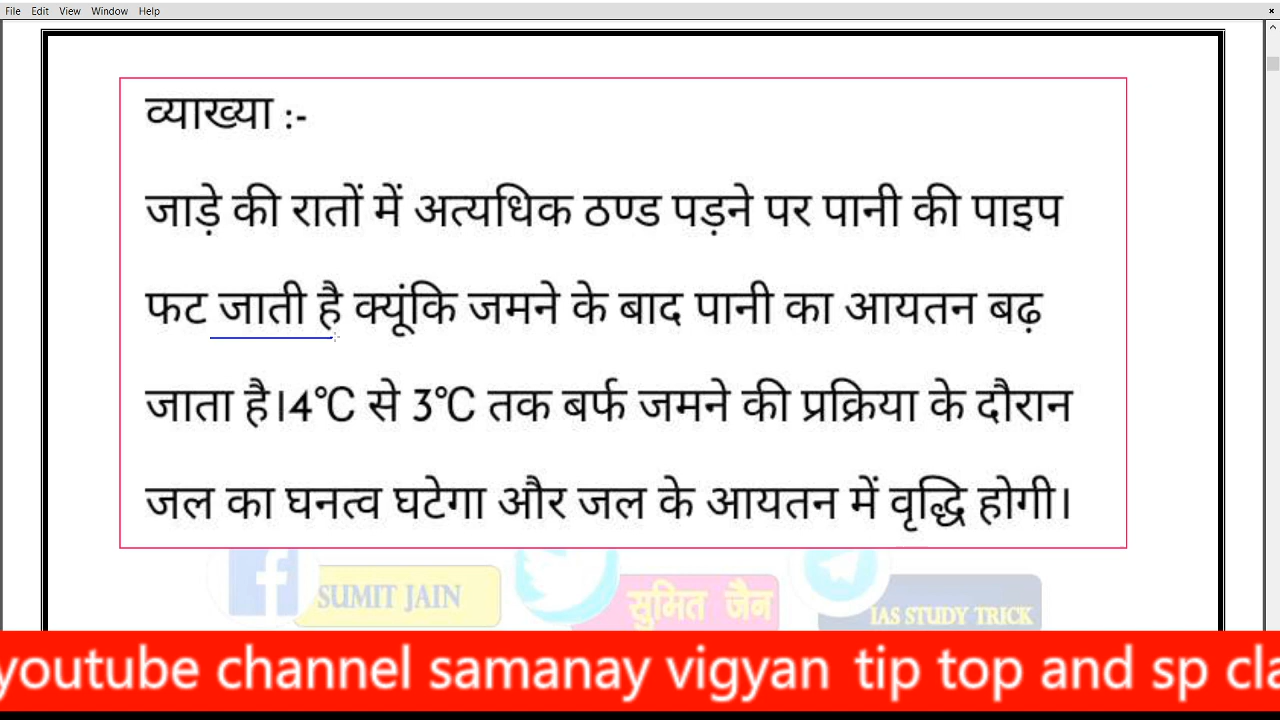 File Edit View Window Help
व्याख्या :-
जाड़े की रातों में अत्यधिक ठण्ड पड़ने पर पानी की पाइप
फट जाती है क्यूंकि जमने के बाद पानी का आयतन बढ़
जाता है।4°C से 3°C तक बर्फ जमने की प्रक्रिया के दौरान
जल का घनत्व घटेगा और जल के आयतन में वृद्धि होगी।
SUMIT JAIN सुमित जैन IAS STUDY TRICK
youtube channel samanay vigyan tip top and sp cla